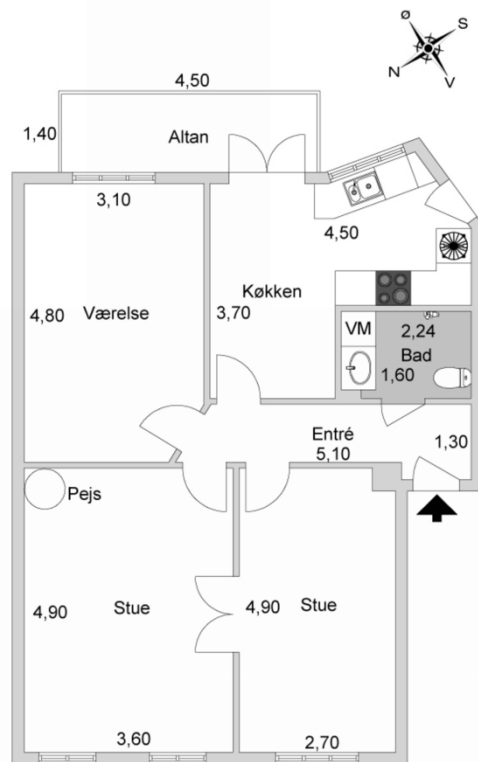 ø
S
N
V
4,50
1,40
Altan
3,10
4,50
4,80
Værelse
Køkken
3,70
VM
2,24
Bad
1,60
Entré
5,10
1,30
Pejs
4,90
Stue
4,90
Stue
3,60
2,70